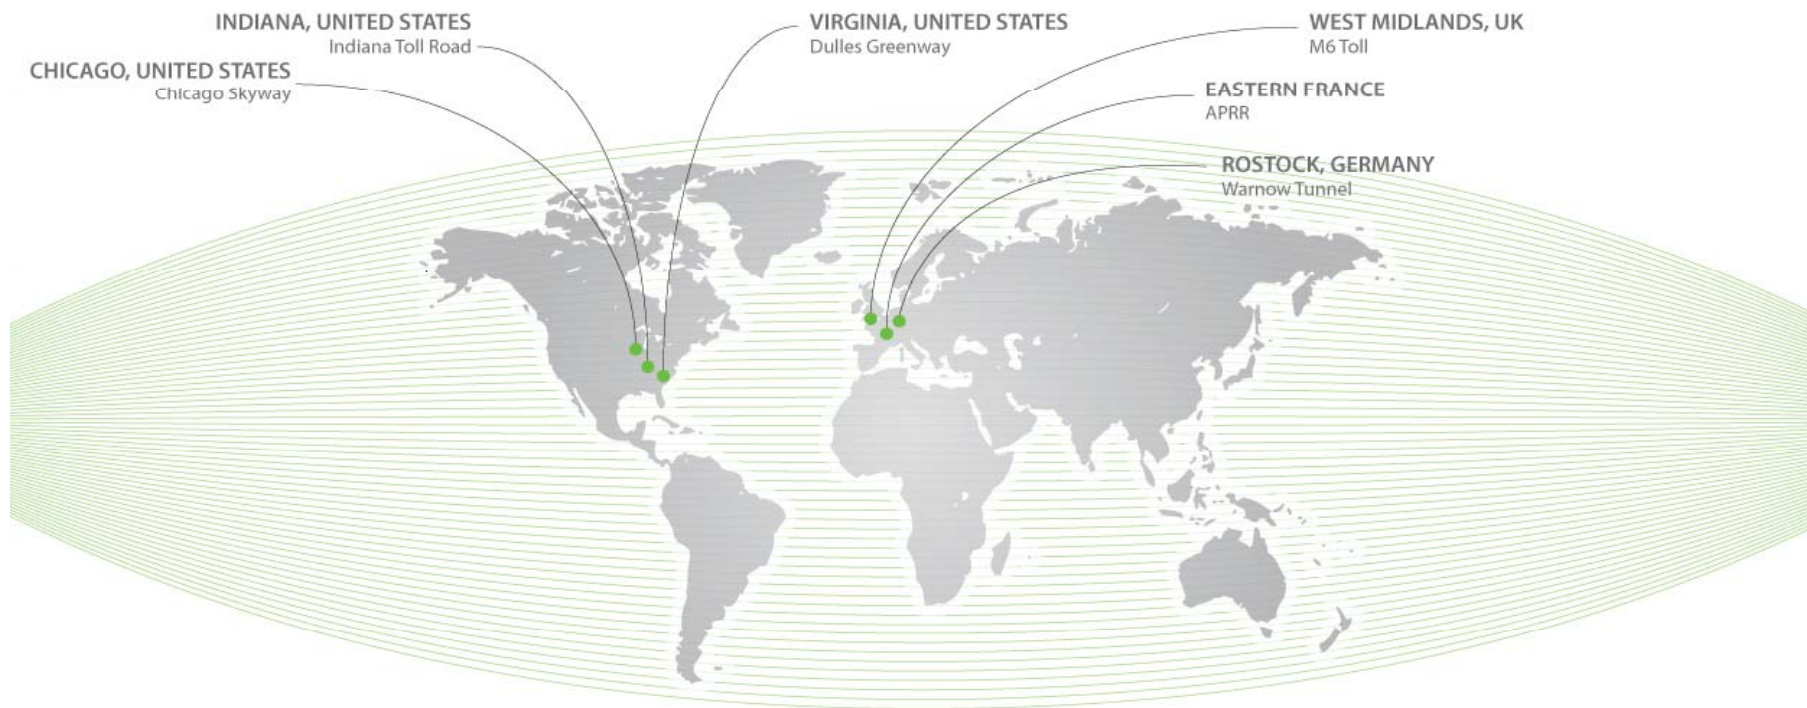 INDIANA, UNITED STATES
Indiana Toll Road
CHICAGO, UNITED STATES
Chicago Skyway
VIRGINIA, UNITED STATES
Dulles Greenway
WEST MIDLANDS, UK
M6 Toll
EASTERN FRANCE
APRR
ROSTOCK, GERMANY
Warnow Tunnel